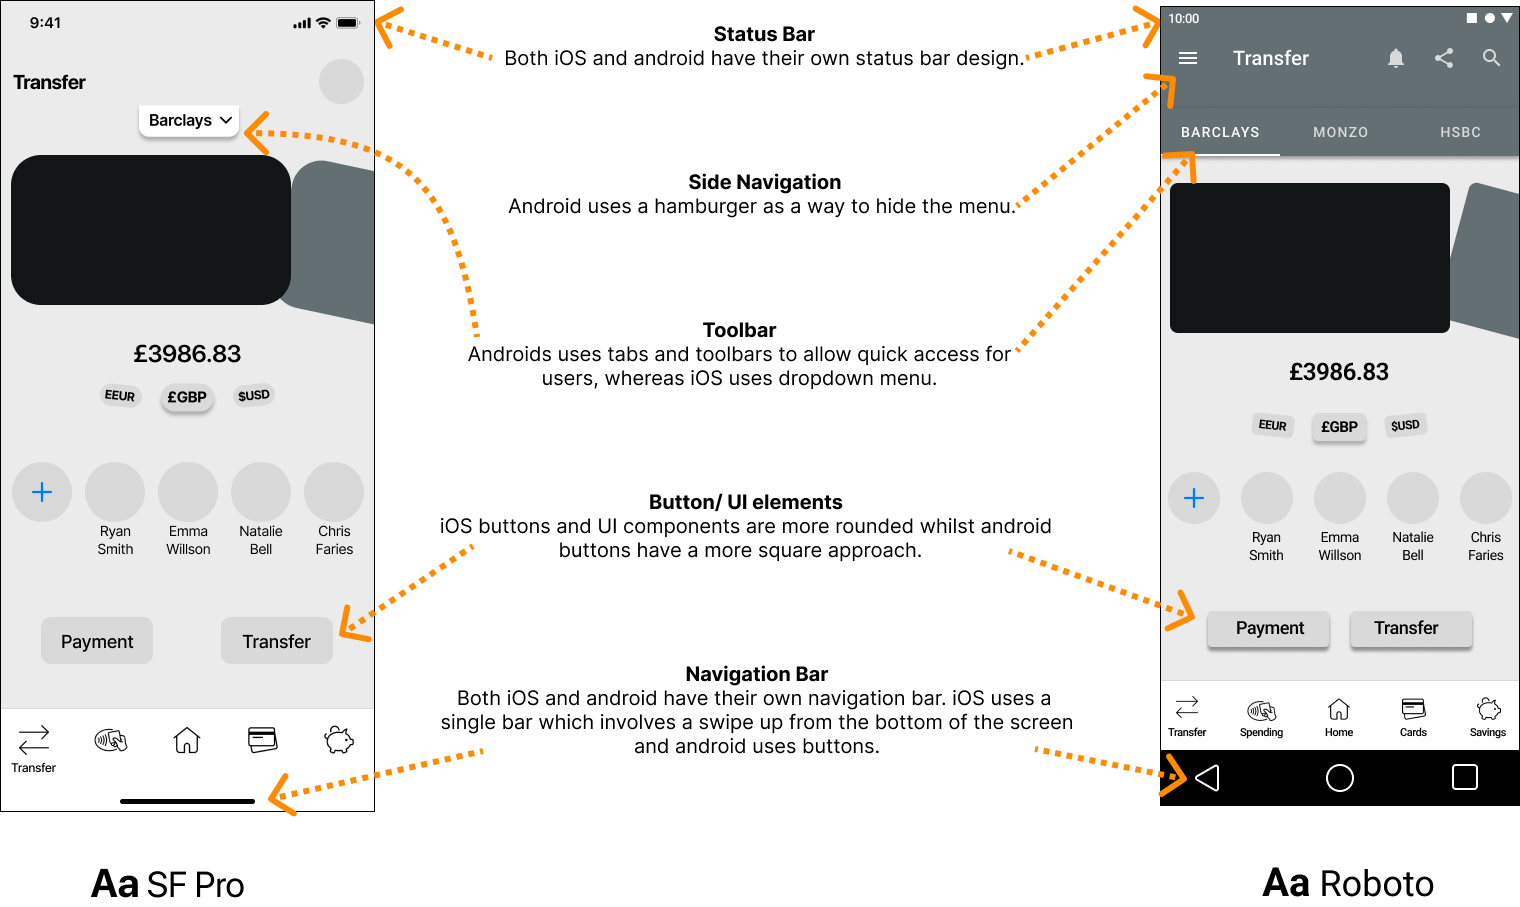 9:41
Transfer
Barclays
£3986.83
EEUR
£GBP
$USD
Ryan
Smith
Emma
Willson
Natalie
Bell
Chris
Faries
Payment
Transfer
Transfer
Aa SF Pro
Status Bar
Both iOS and android have their own status bar design.
Side Navigation
Android uses a hamburger as a way to hide the menu.
Toolbar
Androids uses tabs and toolbars to allow quick access for
users, whereas iOS uses dropdown menu.
Button/ UI elements
iOS buttons and UI components are more rounded whilst android
buttons have a more square approach.
Navigation Bar
Both iOS and android have their own navigation bar. iOS uses a
single bar which involves a swipe up from the bottom of the screen
and android uses buttons.
10:00
Transfer
BARCLAYS
MONZO
HSBC
£3986.83
EEUR
£GBP
$USD
Ryan
Smith
Emma
Willson
Natalie
Bell
Chris
Faries
Payment
Transfer
Transfer
Spending
Home
Cards
Savings
Aa Roboto